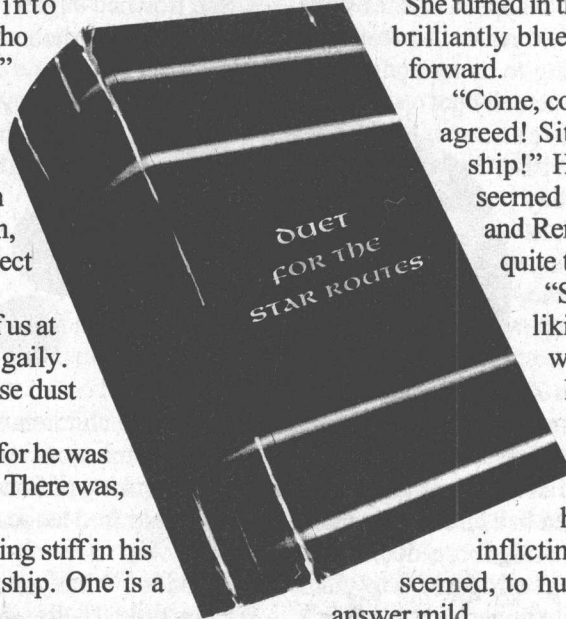 into
ho
”
n,
ect
f us at
gaily.
se dust
for he was
There was,
ing stiff in his
ship. One is a
DUET
FOR THE
STAR ROUTES
She turned in th
brilliantly blue
forward.
“Come, co
agreed! Sit
ship!” H
seemed
and Ren
quite t
“S
liki
w
inflictin
seemed, to hu
answer mild